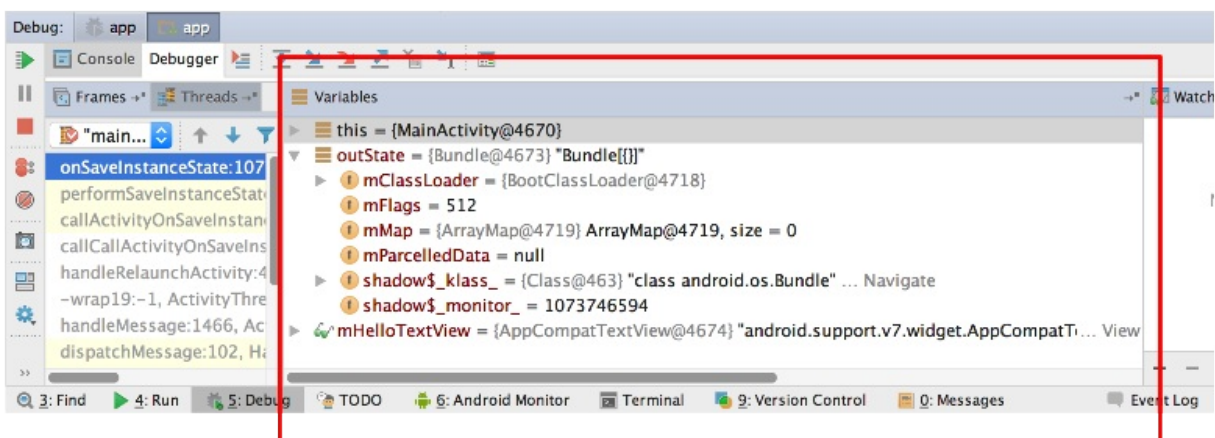 Debug: app app
Console Debugger
Frames Threads
Variables
Watch
"main...
this = {MainActivity@4670}
outState = {Bundle@4673} "Bundle[{}]"
mClassLoader = {BootClassLoader@4718}
mFlags = 512
mMap = {ArrayMap@4719} ArrayMap@4719, size = 0
mParcelledData = null
shadow$_klass_ = {Class@463} "class android.os.Bundle" ... Navigate
shadow$_monitor_ = 1073746594
mHelloTextView = {AppCompatTextView@4674} "android.support.v7.widget.AppCompatT... View
onSaveInstanceState:107
performSaveInstanceStat
callActivityOnSaveInstan
callCallActivityOnSaveIns
handleRelaunchActivity:4
-wrap19:-1, ActivityThre
handleMessage:1466, Ac
dispatchMessage:102, Ha
3: Find 4: Run 5: Debug TODO 6: Android Monitor Terminal 9: Version Control 0: Messages Event Log